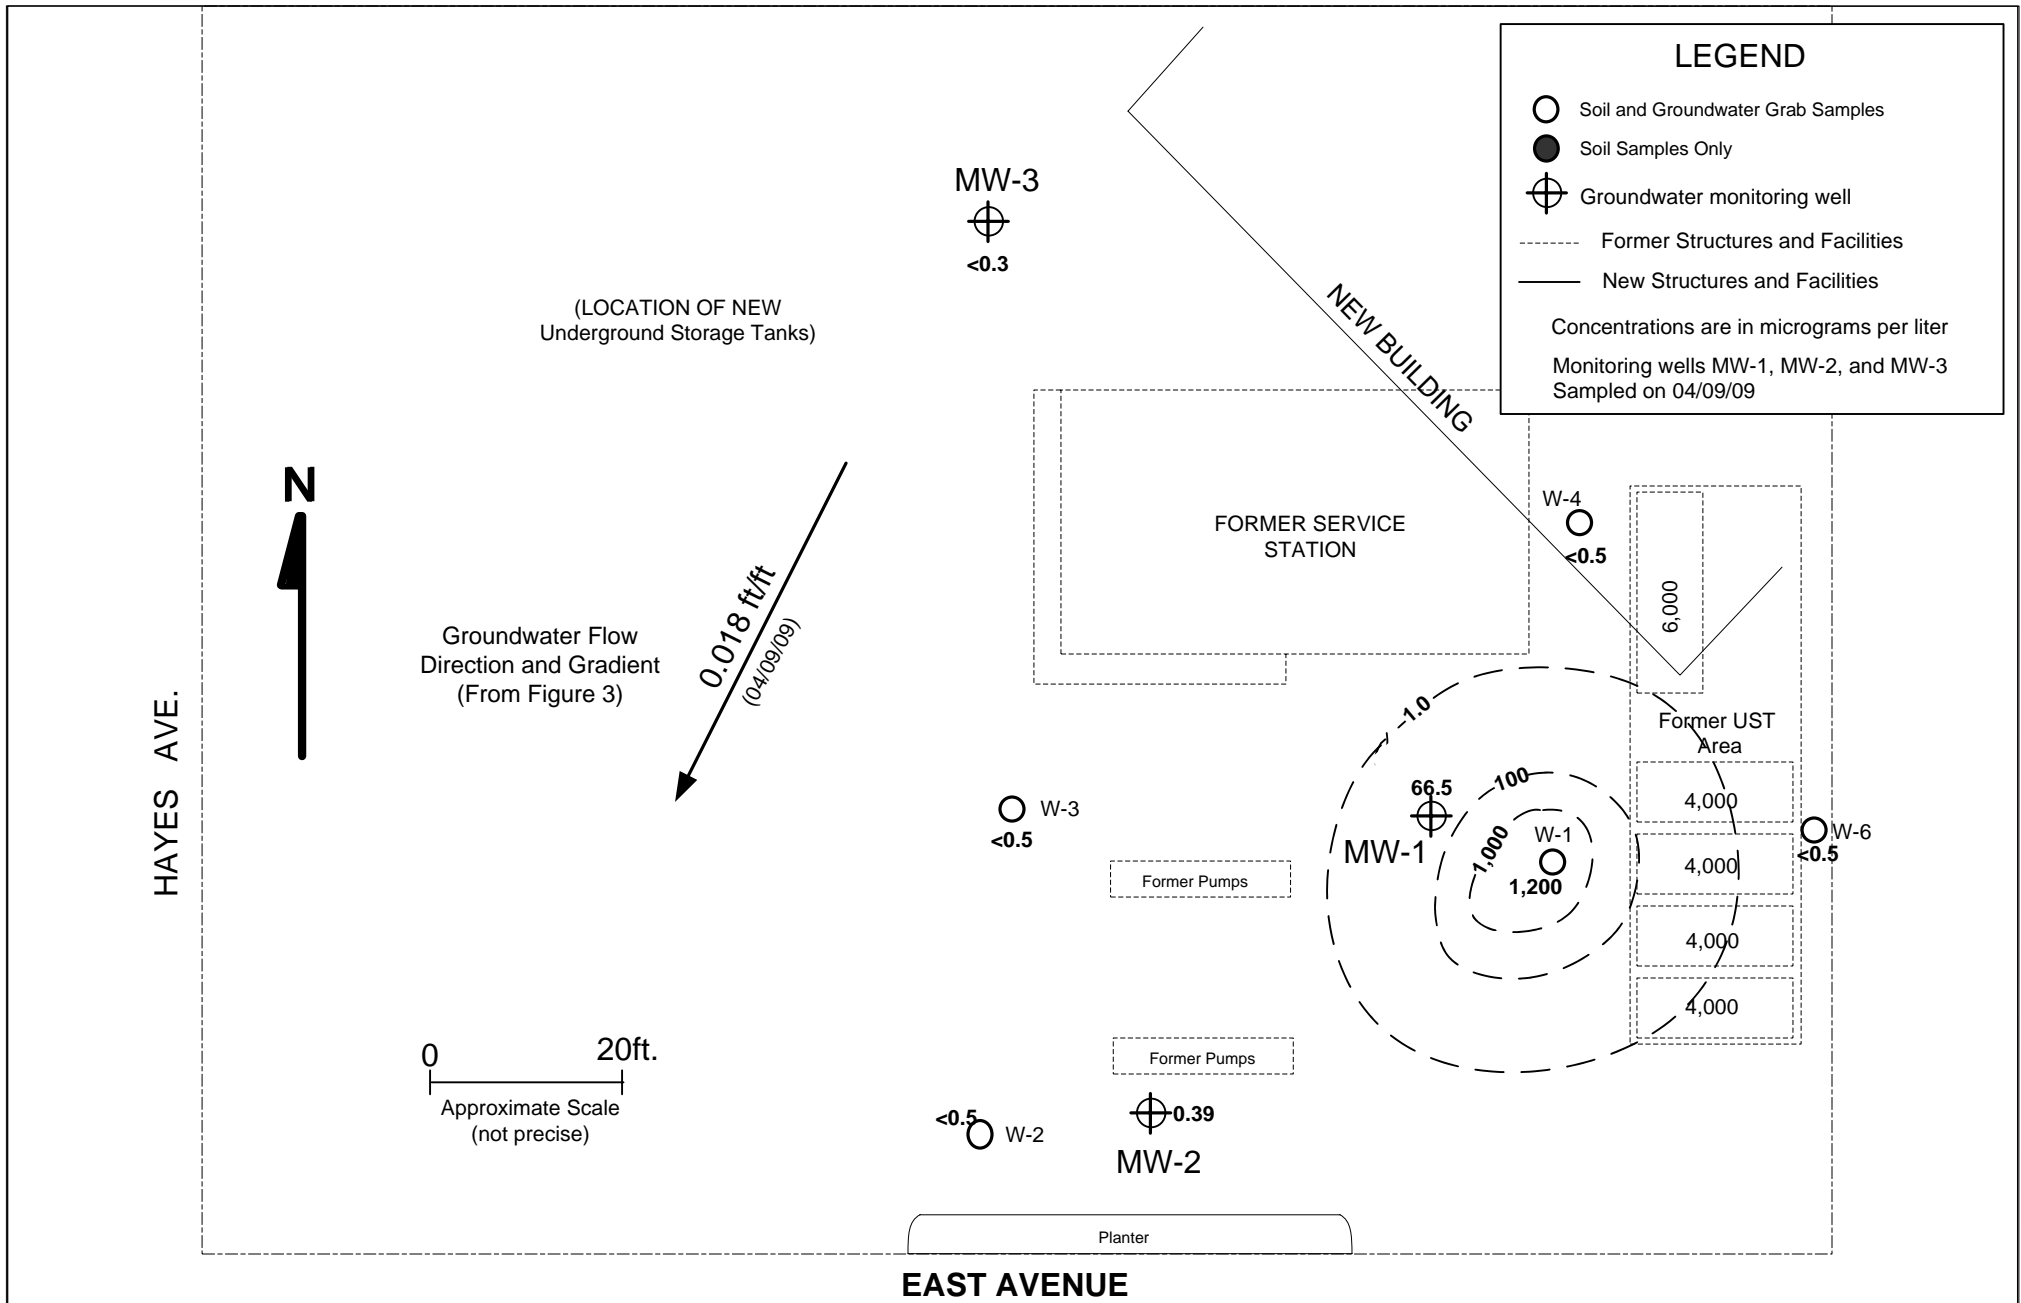 LEGEND
Soil and Groundwater Grab Samples
Soil Samples Only
Groundwater monitoring well
Former Structures and Facilities
New Structures and Facilities
Concentrations are in micrograms per liter
Monitoring wells MW-1, MW-2, and MW-3
Sampled on 04/09/09
MW-3
<0.3
(LOCATION OF NEW
Underground Storage Tanks)
NEW BUILDING
N
W-4
<0.5
FORMER SERVICE
STATION
6,000
0.018 ft/ft
(04/09/09)
Groundwater Flow
Direction and Gradient
(From Figure 3)
HAYES AVE.
1.0
Former UST
Area
66.5
100
MW-1
1,000
W-1
1,200
4,000
4,000
4,000
4,000
W-6
<0.5
W-3
<0.5
Former Pumps
Former Pumps
0 20ft.
Approximate Scale
(not precise)
<0.5
W-2
0.39
MW-2
Planter
EAST AVENUE